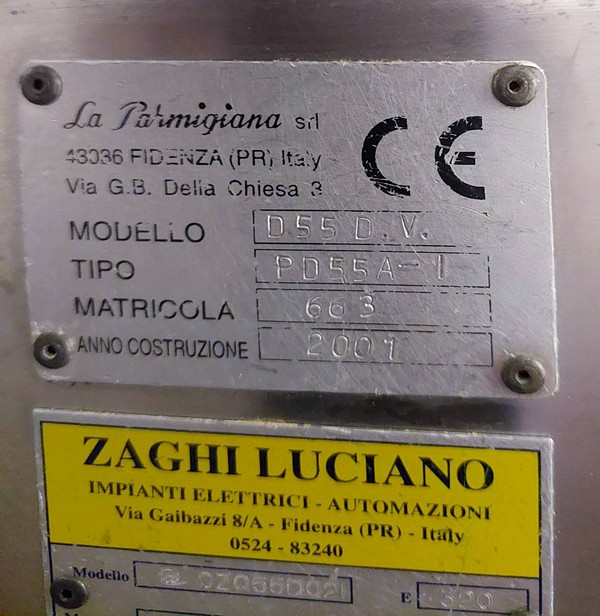 La Parmigiana srl
43036 FIDENZA (PR) Italy
Via G.B. Della Chiesa 3
CE
MODELLO D55 D.V.
TIPO PD55A-1
MATRICOLA 663
ANNO COSTRUZIONE 2001
ZAGHI LUCIANO
IMPIANTI ELETTRICI - AUTOMAZIONI
Via Gaibazzi 8/A - Fidenza (PR) - Italy
0524 - 83240
Modello
E